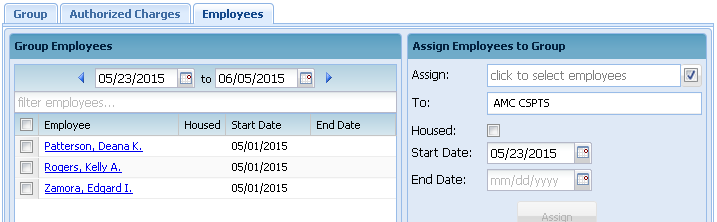 Group Authorized Charges Employees
Group Employees
05/23/2015 to 06/05/2015
filter employees...
Employee Housed Start Date End Date
Patterson, Deana K. 05/01/2015
Rogers, Kelly A. 05/01/2015
Zamora, Edgard I. 05/01/2015
Assign Employees to Group
Assign: click to select employees
To: AMC CSPTS
Housed:
Start Date: 05/23/2015
End Date: mm/dd/yyyy
Assign